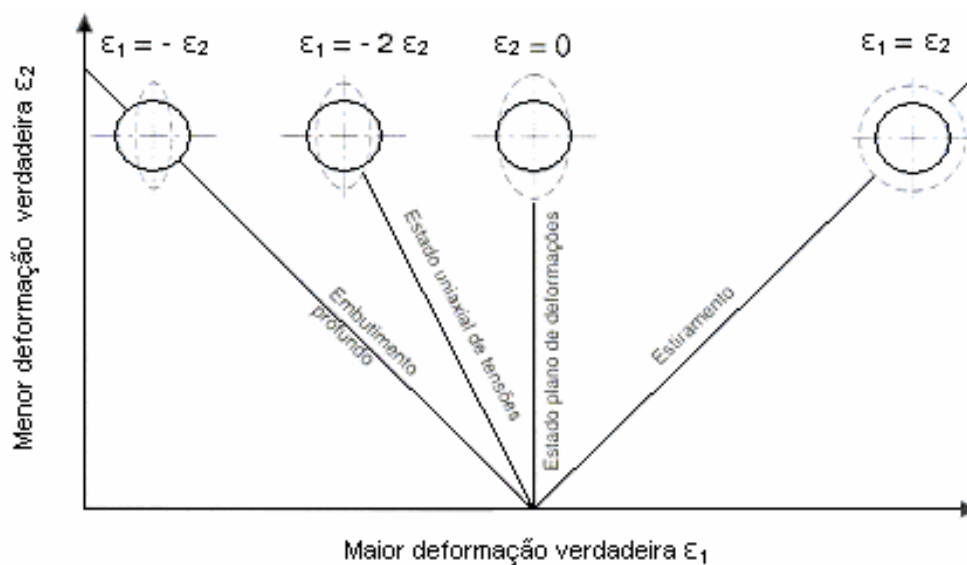 ε1 = - ε2
ε1 = - 2 ε2
ε2 = 0
ε1 = ε2
Menor deformação verdadeira ε2
Embutimento
profundo
Estado uniaxial de tensões
Estado plano de deformações
Estiramento
Maior deformação verdadeira ε1